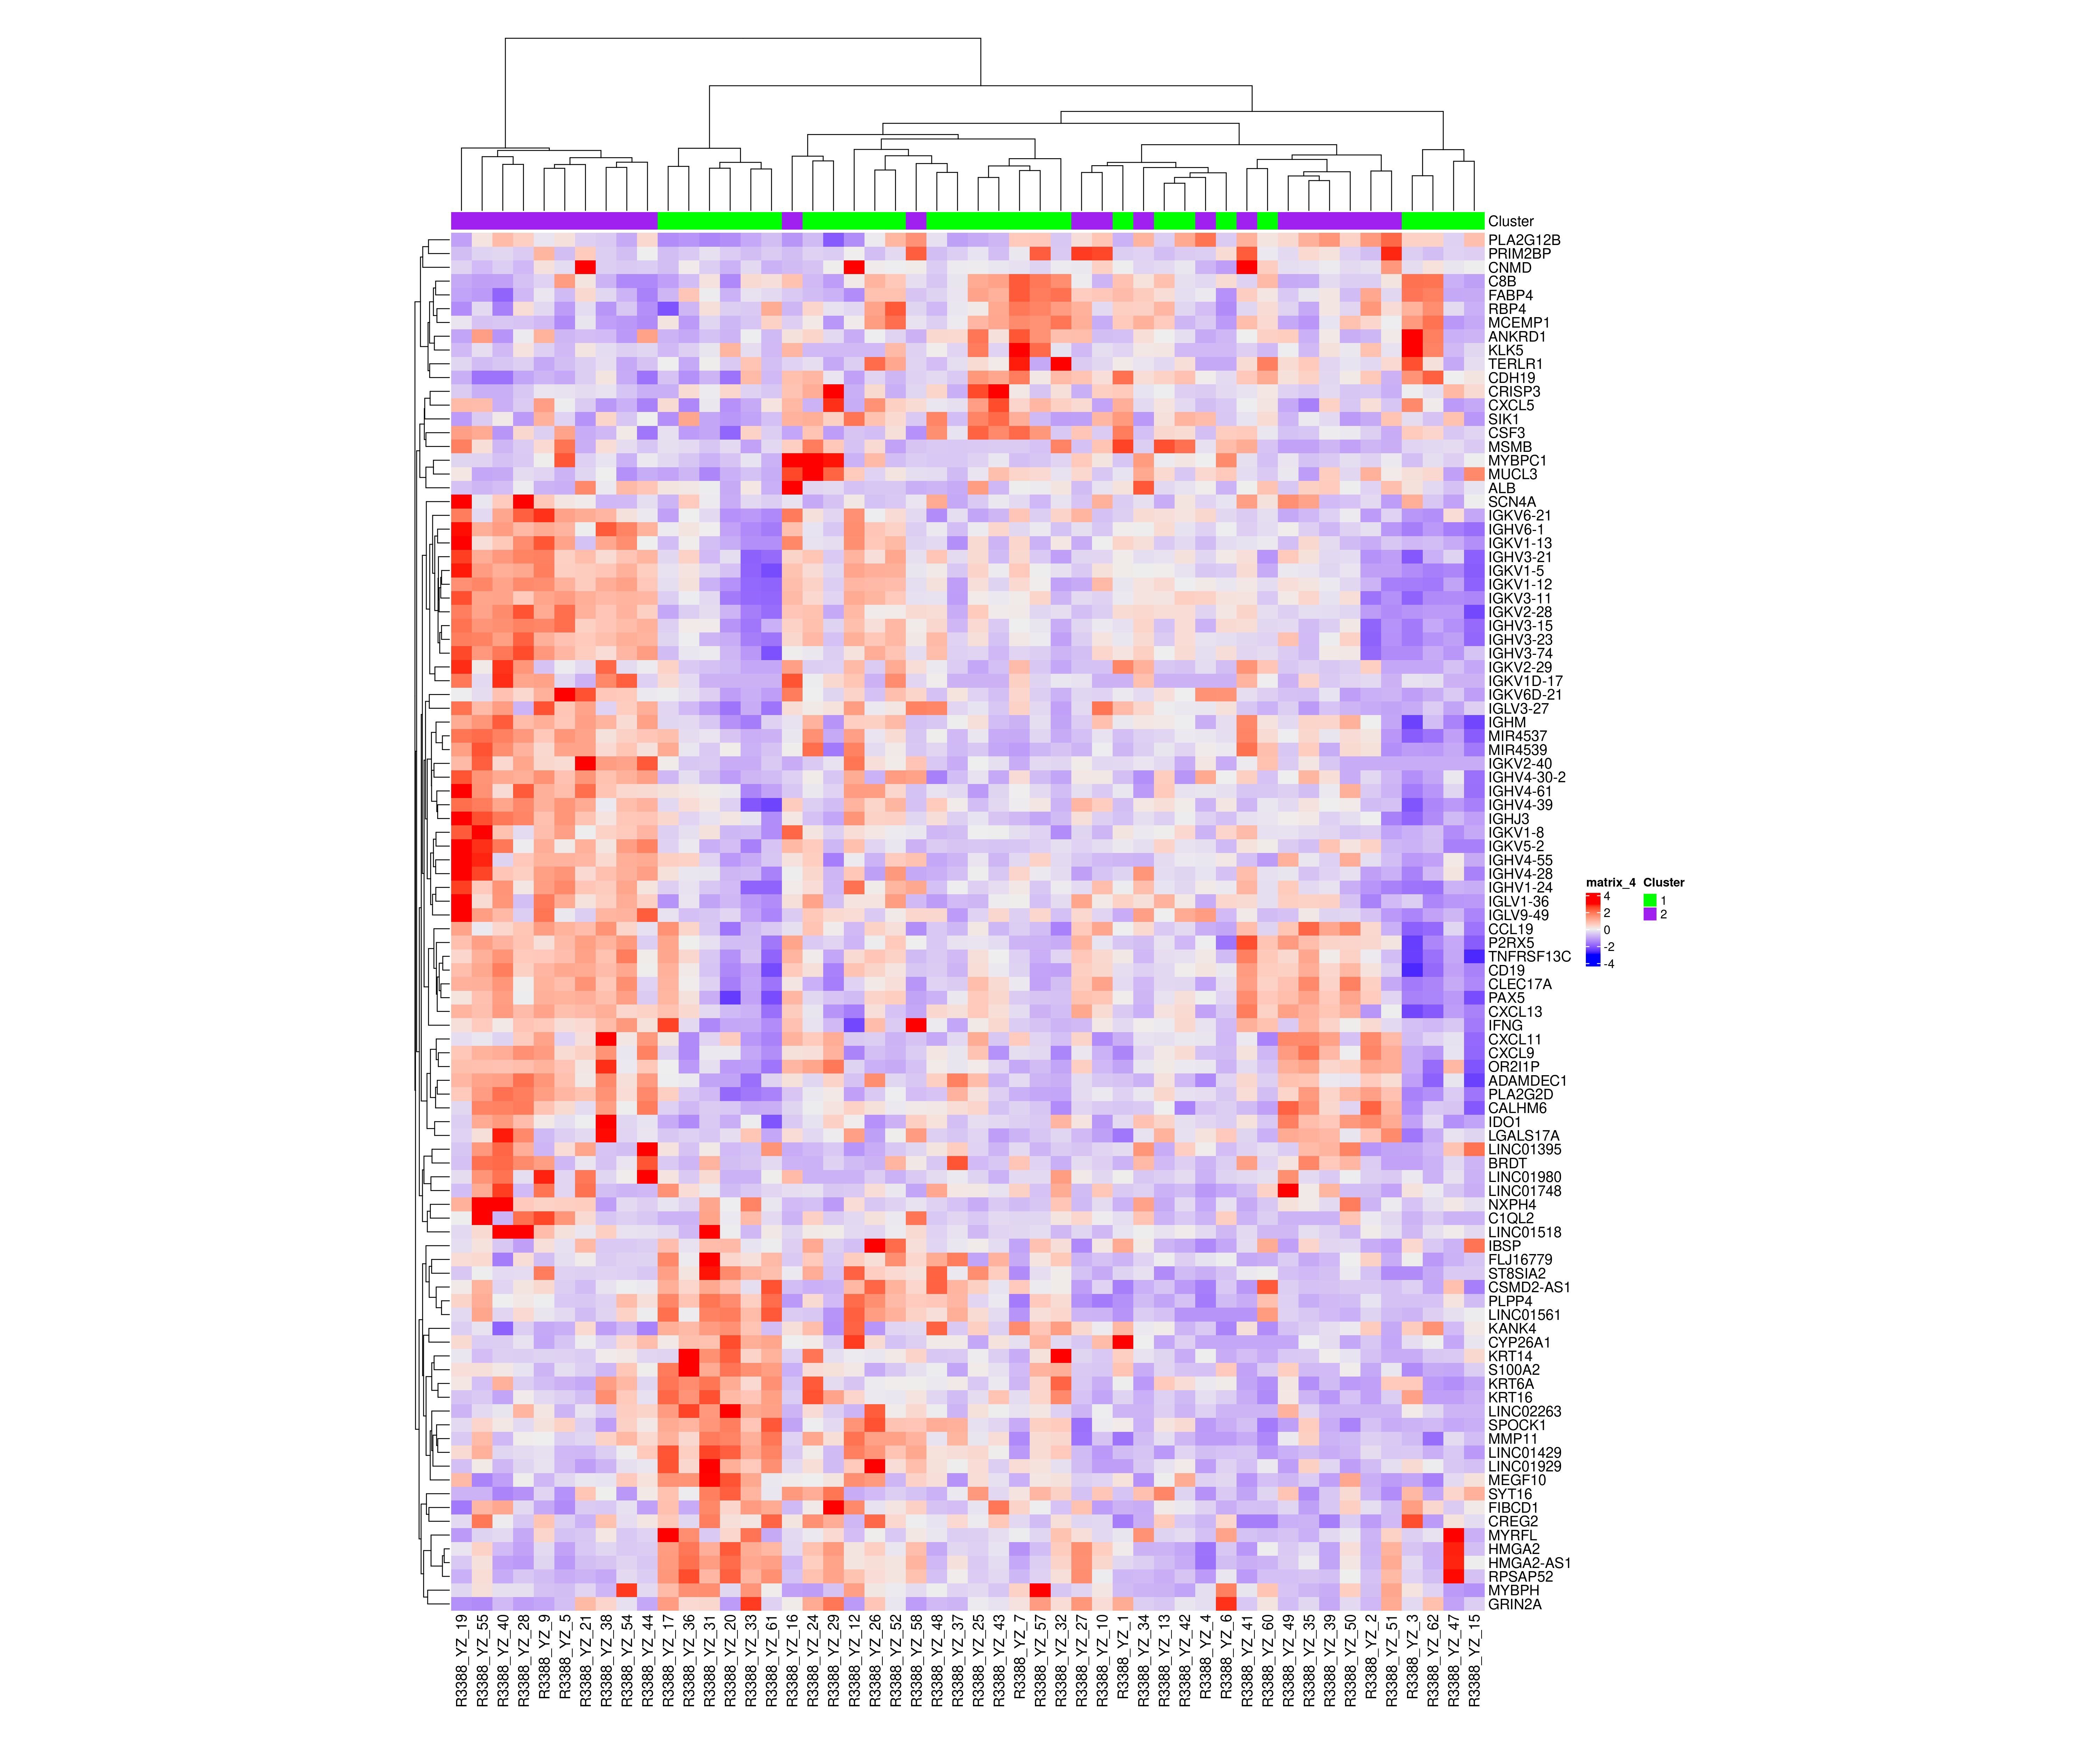 Cluster
PLA2G12B
PRIM2BP
CNMD
C8B
FABP4
RBP4
MCEMP1
ANKRD1
KLK5
TERLR1
CDH19
CRISP3
CXCL5
SIK1
CSF3
MSMB
MYBPC1
MUCL3
ALB
SCN4A
IGKV6-21
IGHV6-1
IGKV1-13
IGHV3-21
IGKV1-5
IGKV1-12
IGKV3-11
IGKV2-28
IGHV3-15
IGHV3-23
IGHV3-74
IGKV2-29
IGKV1D-17
IGKV6D-21
IGLV3-27
IGHM
MIR4537
MIR4539
IGKV2-40
IGHV4-30-2
IGHV4-61
IGHV4-39
IGHJ3
IGKV1-8
IGKV5-2
IGHV4-55
IGHV4-28
IGHV1-24
IGLV1-36
IGLV9-49
CCL19
P2RX5
TNFRSF13C
CD19
CLEC17A
PAX5
CXCL13
IFNG
CXCL11
CXCL9
OR2I1P
ADAMDEC1
PLA2G2D
CALHM6
IDO1
LGALS17A
LINC01395
BRDT
LINC01980
LINC01748
NXPH4
C1QL2
LINC01518
IBSP
FLJ16779
ST8SIA2
CSMD2-AS1
PLPP4
LINC01561
KANK4
CYP26A1
KRT14
S100A2
KRT6A
KRT16
LINC02263
SPOCK1
MMP11
LINC01429
LINC01929
MEGF10
SYT16
FIBCD1
CREG2
MYRFL
HMGA2
HMGA2-AS1
RPSAP52
MYBPH
GRIN2A
matrix_4
4
2
0
-2
-4
Cluster
1
2
R3388_YZ_19
R3388_YZ_55
R3388_YZ_40
R3388_YZ_28
R3388_YZ_9
R3388_YZ_5
R3388_YZ_21
R3388_YZ_38
R3388_YZ_54
R3388_YZ_44
R3388_YZ_17
R3388_YZ_36
R3388_YZ_31
R3388_YZ_20
R3388_YZ_33
R3388_YZ_61
R3388_YZ_16
R3388_YZ_24
R3388_YZ_29
R3388_YZ_12
R3388_YZ_26
R3388_YZ_52
R3388_YZ_58
R3388_YZ_48
R3388_YZ_37
R3388_YZ_25
R3388_YZ_43
R3388_YZ_7
R3388_YZ_57
R3388_YZ_32
R3388_YZ_27
R3388_YZ_10
R3388_YZ_1
R3388_YZ_34
R3388_YZ_13
R3388_YZ_42
R3388_YZ_4
R3388_YZ_6
R3388_YZ_41
R3388_YZ_60
R3388_YZ_49
R3388_YZ_35
R3388_YZ_39
R3388_YZ_50
R3388_YZ_2
R3388_YZ_51
R3388_YZ_3
R3388_YZ_62
R3388_YZ_47
R3388_YZ_15